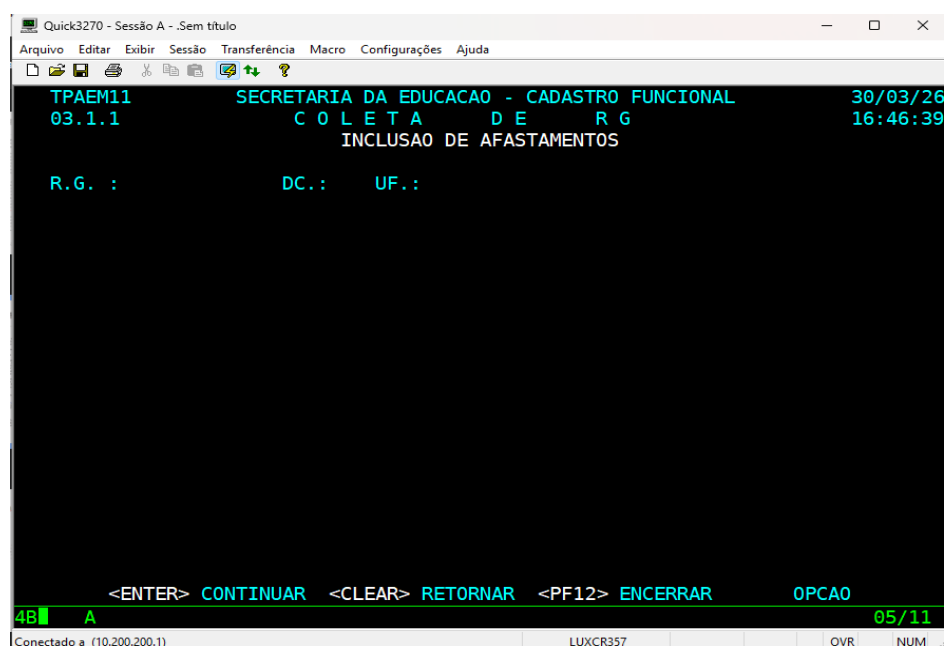 Quick3270 - Sessão A - .Sem título
Arquivo Editar Exibir Sessão Transferência Macro Configurações Ajuda
TPAEM11 SECRETARIA DA EDUCACAO - CADASTRO FUNCIONAL 30/03/26
03.1.1 C O L E T A D E R G 16:46:39
INCLUSAO DE AFASTAMENTOS
R.G. : DC.: UF.:
<ENTER> CONTINUAR <CLEAR> RETORNAR <PF12> ENCERRAR OPCAO
4B A 05/11
Conectado a (10.200.200.1) LUXCR357 OVR NUM